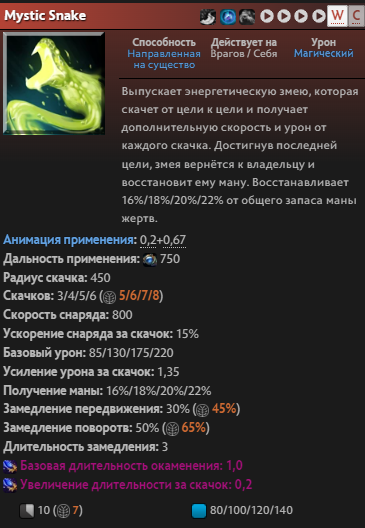 Mystic Snake
W C
Способность Действует на Урон
Направленная Врагов / Себя Магический
на существо
Выпускает энергетическую змею, которая
скачет от цели к цели и получает
дополнительную скорость и урон от
каждого скачка. Достигнув последней
цели, змея вернётся к владельцу и
восстановит ему ману. Восстанавливает
16%/18%/20%/22% от общего запаса маны
жертв.
Анимация применения: 0,2+0,67
Дальность применения: 750
Радиус скачка: 450
Скачков: 3/4/5/6 (5/6/7/8)
Скорость снаряда: 800
Ускорение снаряда за скачок: 15%
Базовый урон: 85/130/175/220
Усиление урона за скачок: 1,35
Получение маны: 16%/18%/20%/22%
Замедление передвижения: 30% (45%)
Замедление поворотв: 50% (65%)
Длительность замедления: 3
Базовая длительность окаменения: 1,0
Увеличение длительности за скачок: 0,2
10 (7) 80/100/120/140